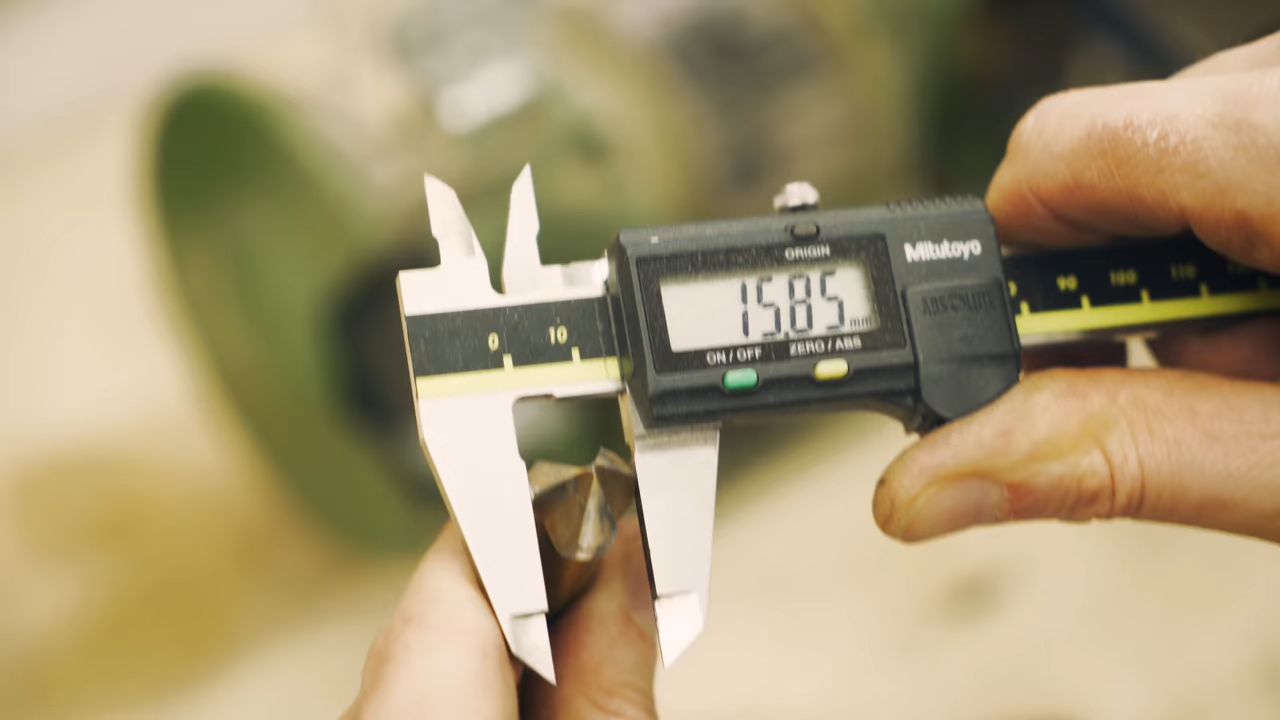 ORIGIN
Mitutoyo
15.85 mm
ABSOLUTE
ON/OFF ZERO/ABS
0 10
90 100 110